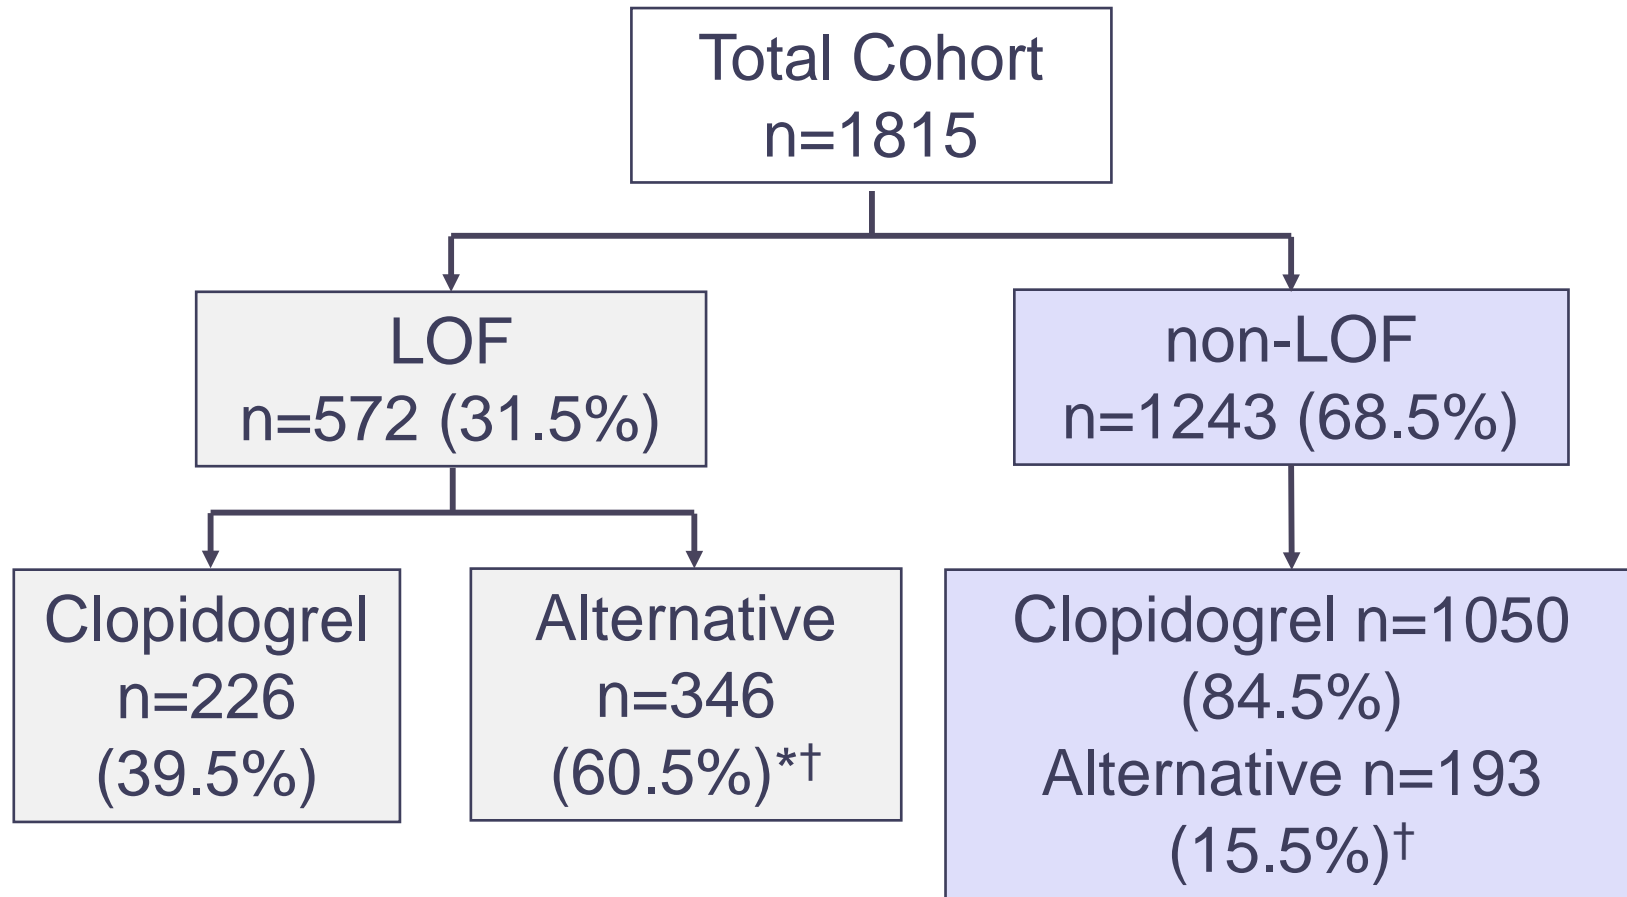 Total Cohort
n=1815
LOF
n=572 (31.5%)
non-LOF
n=1243 (68.5%)
Clopidogrel
n=226
(39.5%)
Alternative
n=346
(60.5%)*†
Clopidogrel n=1050
(84.5%)
Alternative n=193
(15.5%)†